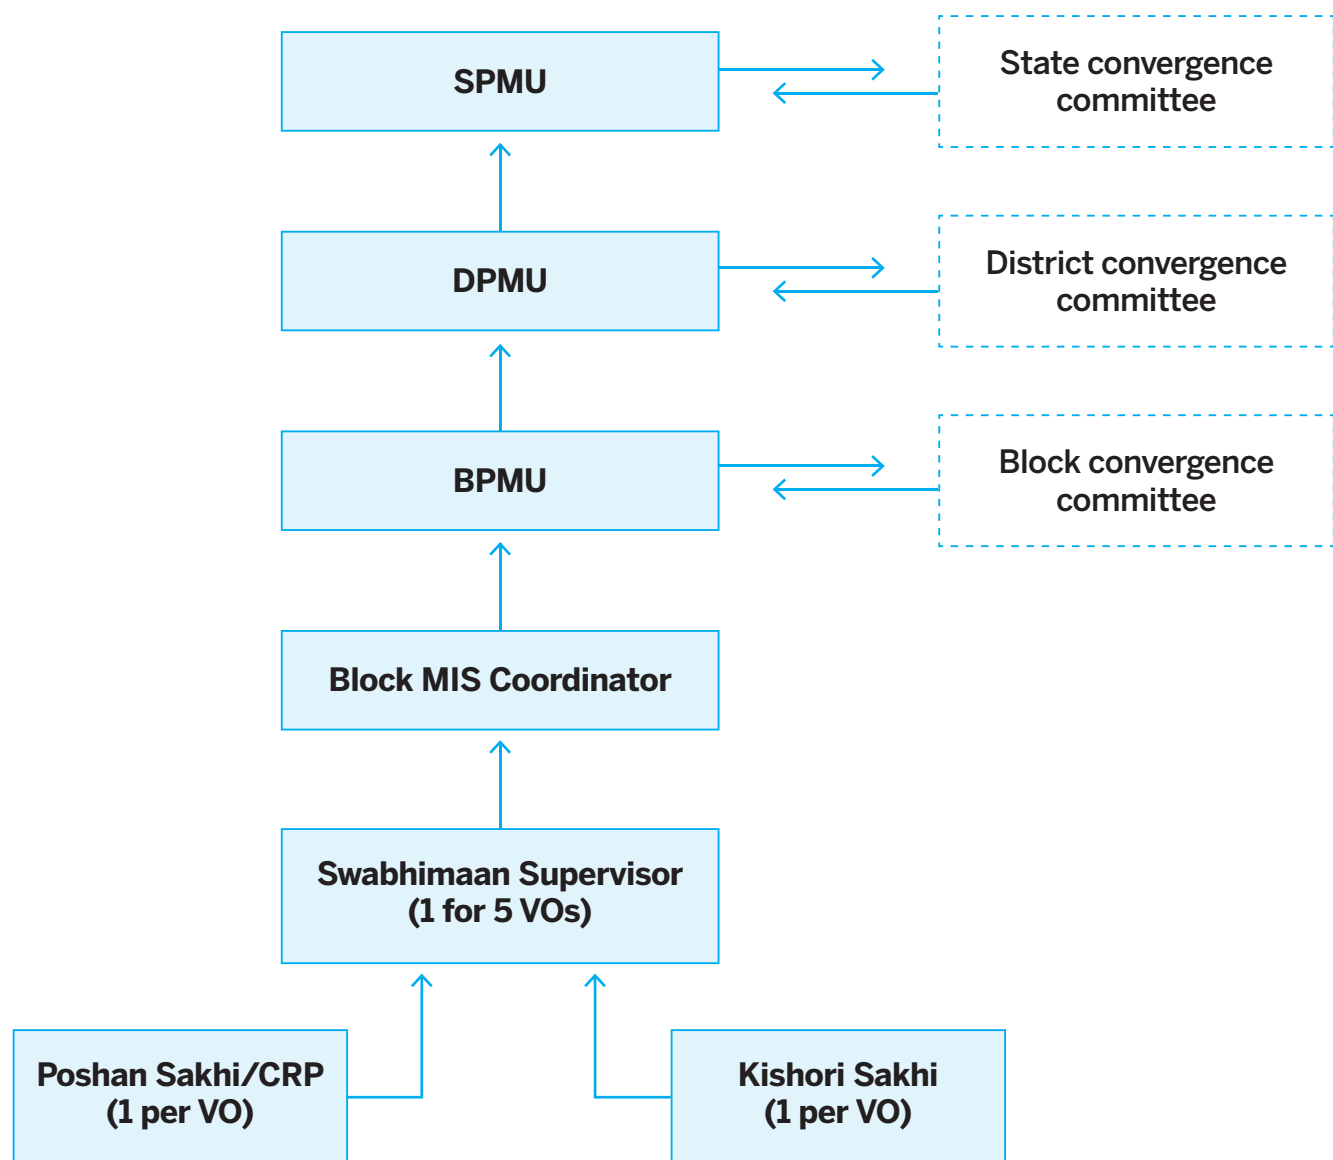 SPMU
State convergence
committee
DPMU
District convergence
committee
BPMU
Block convergence
committee
Block MIS Coordinator
Swabhimaan Supervisor
(1 for 5 VOs)
Poshan Sakhi/CRP
(1 per VO)
Kishori Sakhi
(1 per VO)